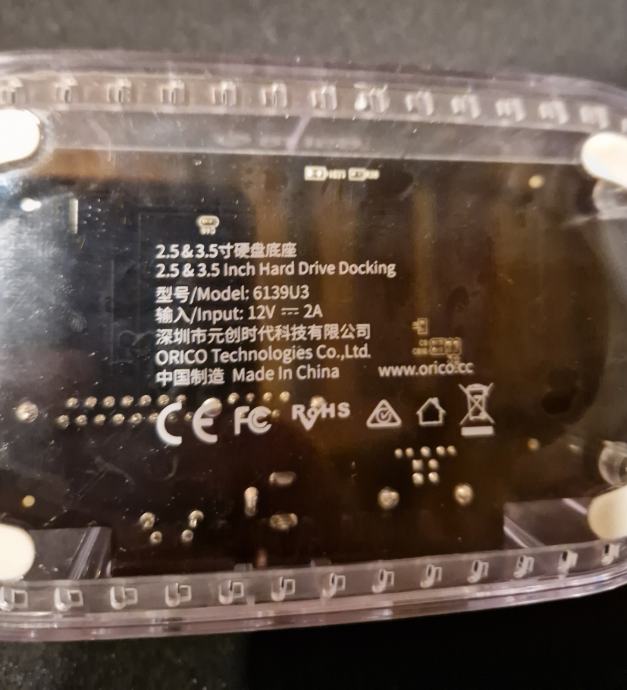 2.5&3.5寸硬盘底座
2.5&3.5 Inch Hard Drive Docking
型号/Model: 6139U3
输入/Input: 12V ⎓ 2A
深圳市元创时代科技有限公司
ORICO Technologies Co.,Ltd.
中国制造 Made In China
www.orico.cc
CE FC RoHS